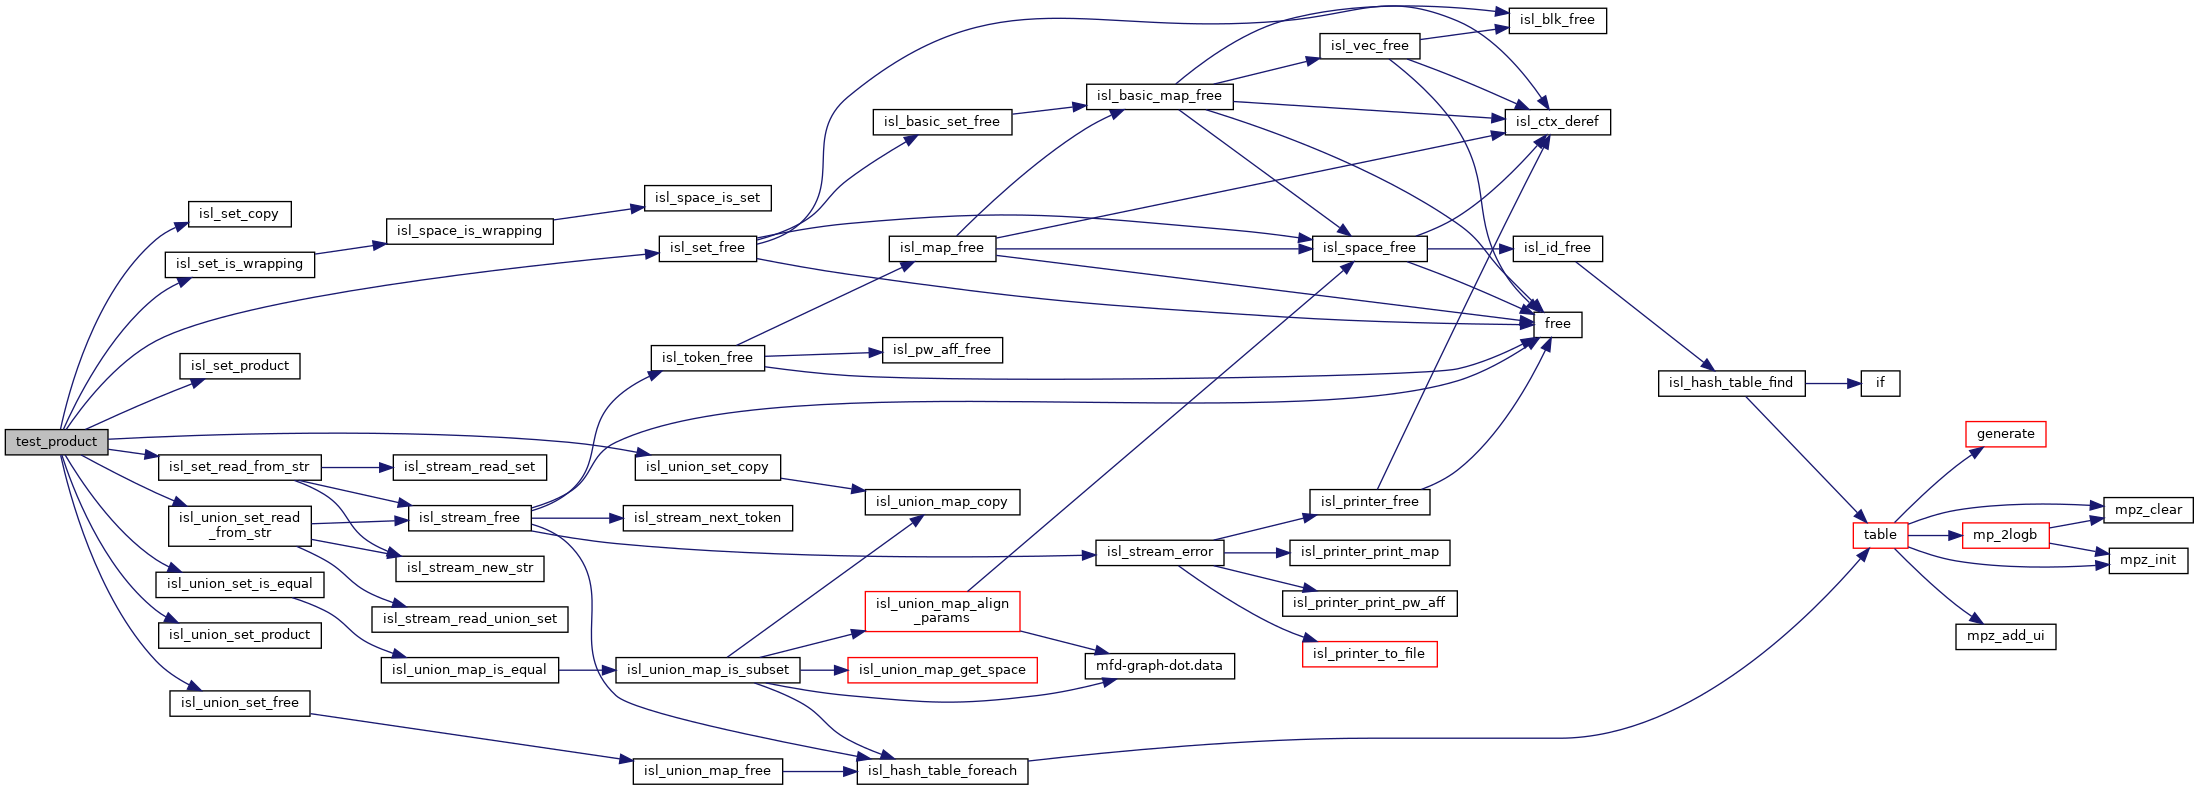 test_product
isl_set_copy
isl_set_is_wrapping
isl_set_product
isl_set_read_from_str
isl_union_set_read
_from_str
isl_union_set_is_equal
isl_union_set_product
isl_union_set_free
isl_space_is_wrapping
isl_stream_read_set
isl_stream_free
isl_stream_new_str
isl_stream_read_union_set
isl_union_map_is_equal
isl_space_is_set
isl_set_free
isl_token_free
isl_union_set_copy
isl_stream_next_token
isl_union_map_is_subset
isl_union_map_free
isl_basic_set_free
isl_map_free
isl_pw_aff_free
isl_union_map_copy
isl_union_map_align
_params
isl_union_map_get_space
isl_hash_table_foreach
isl_basic_map_free
isl_stream_error
mfd-graph-dot.data
isl_vec_free
isl_space_free
isl_printer_free
isl_printer_print_map
isl_printer_print_pw_aff
isl_printer_to_file
isl_blk_free
isl_ctx_deref
isl_id_free
free
isl_hash_table_find
if
table
generate
mp_2logb
mpz_add_ui
mpz_clear
mpz_init